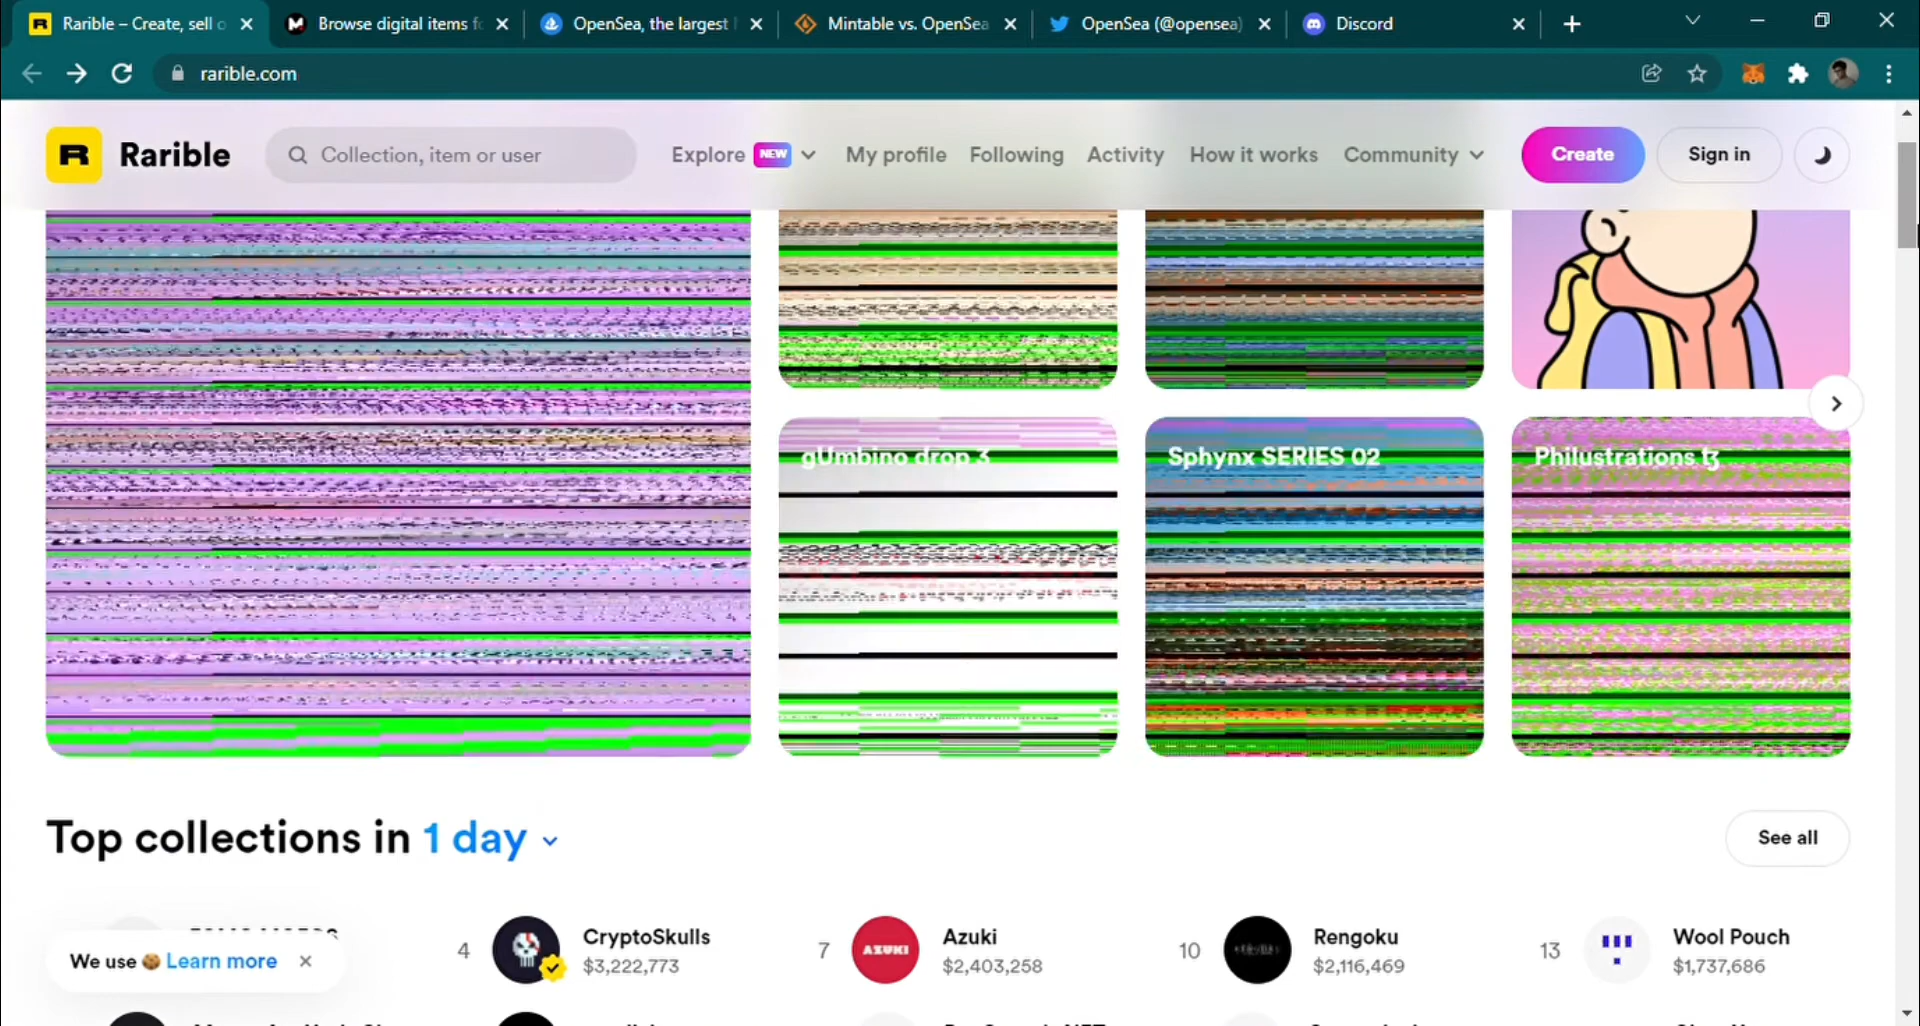 Rarible – Create, sell
Browse digital items
OpenSea, the largest
Mintable vs. OpenSea
OpenSea (@opensea)
Discord
rarible.com
Rarible
Collection, item or user
Explore NEW
My profile
Following
Activity
How it works
Community
Create
Sign in
gUmbino drop 3
Sphynx SERIES 02
Philustrations
Top collections in 1 day
See all
We use 🍪 Learn more
4
CryptoSkulls
$3,222,773
7
AZUKI
Azuki
$2,403,258
10
Rengoku
$2,116,469
13
Wool Pouch
$1,737,686